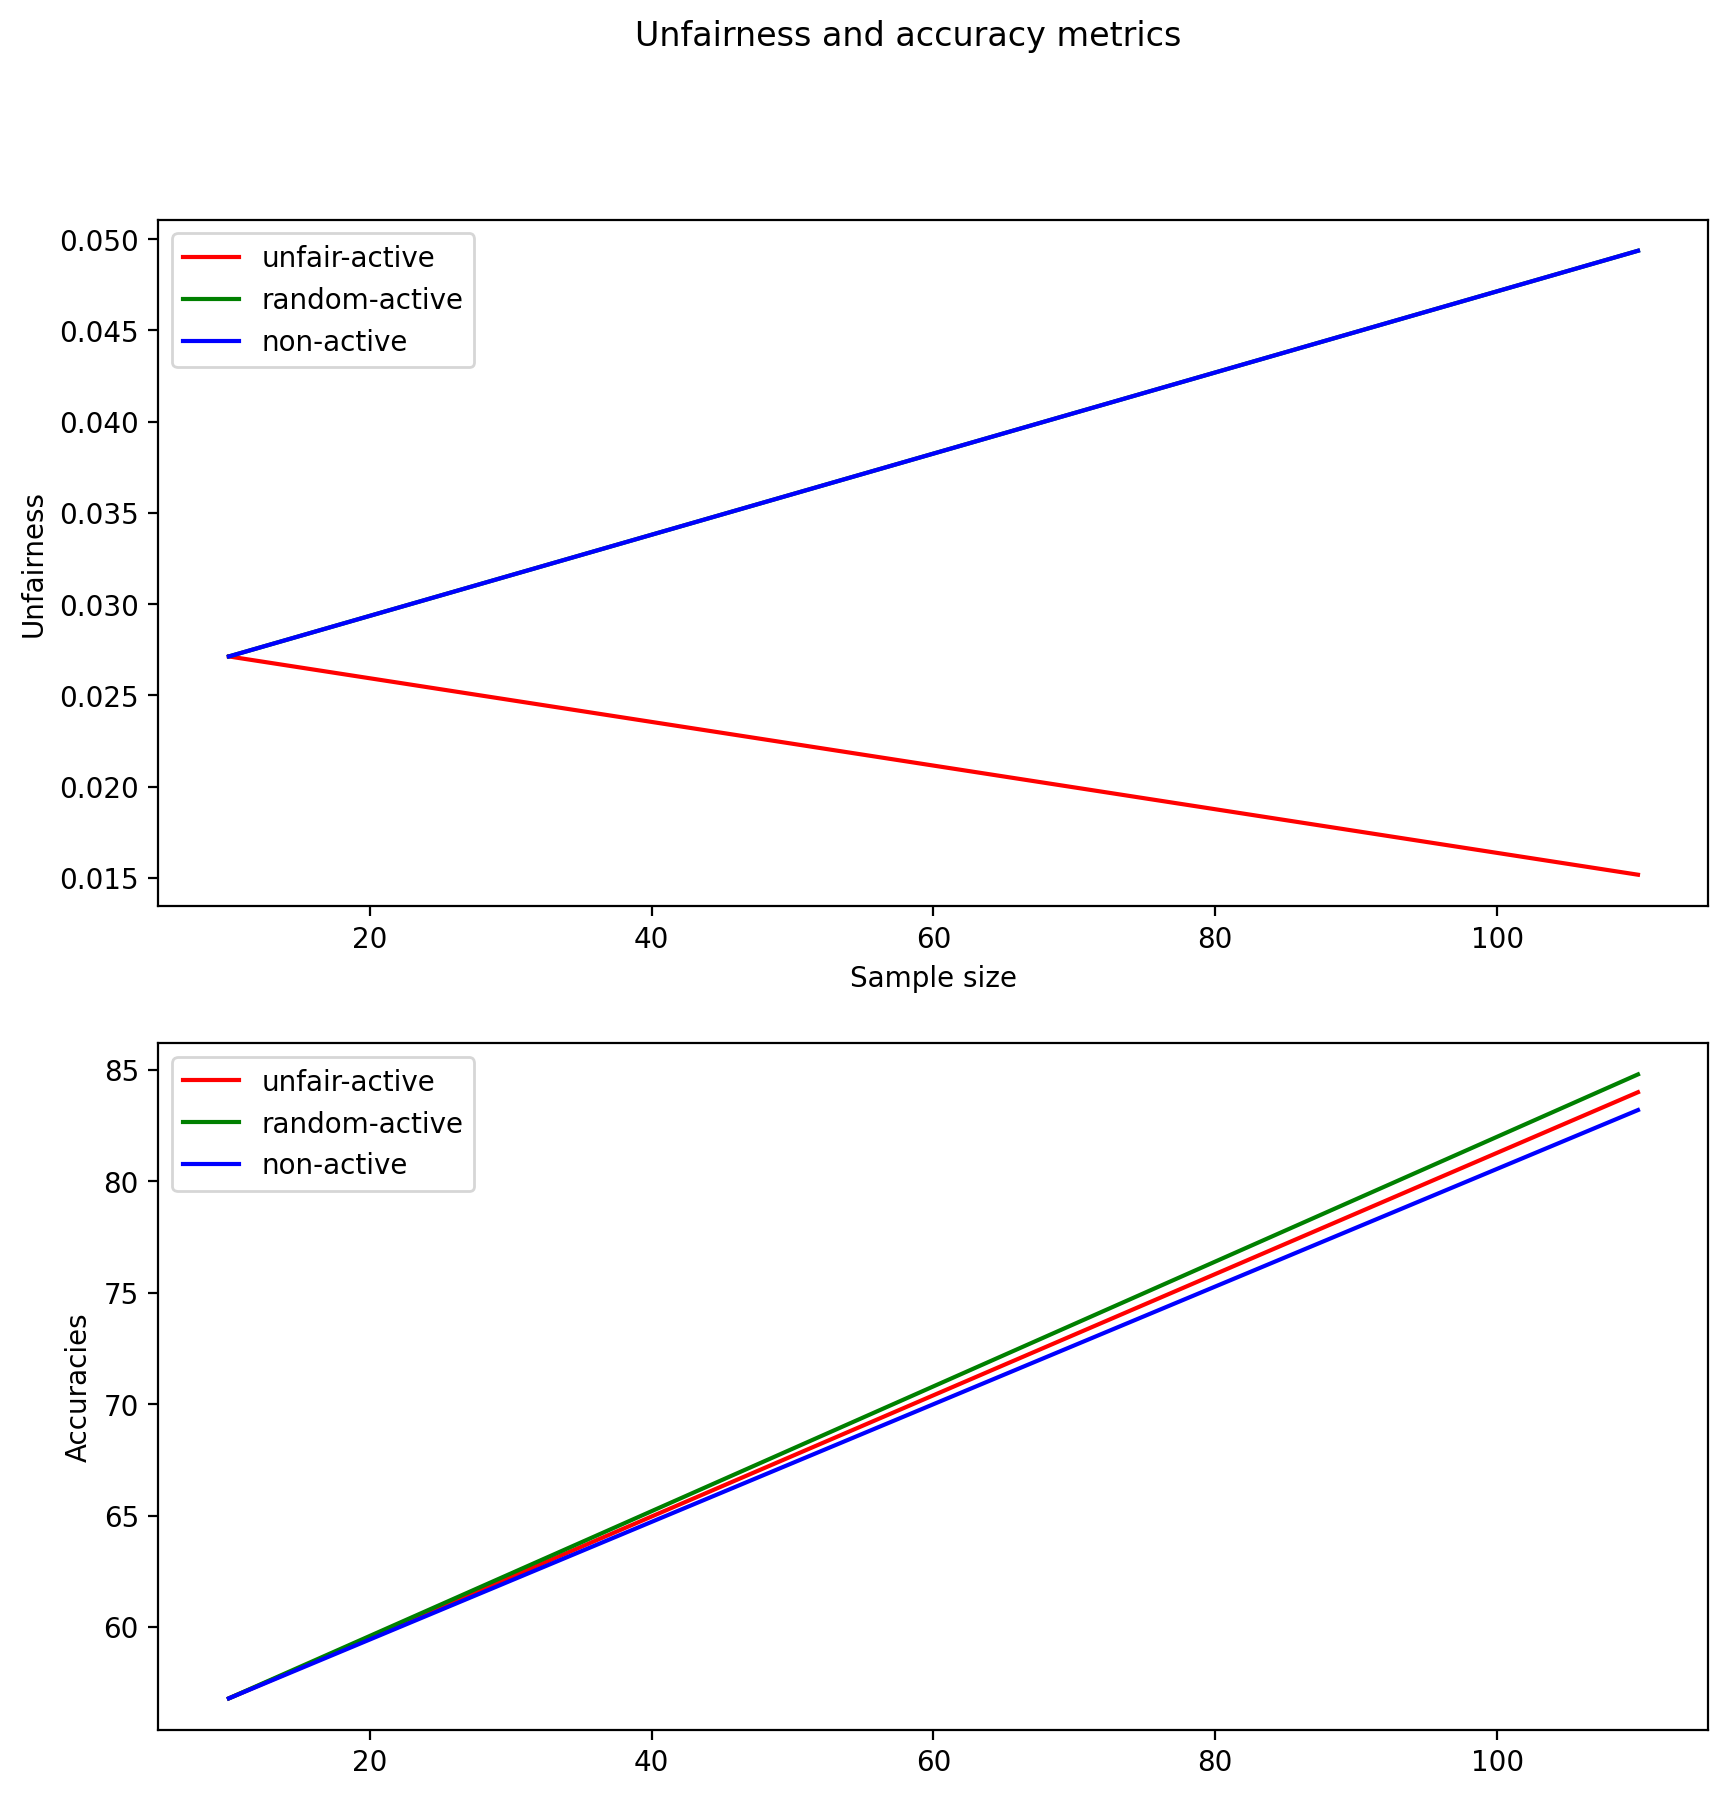 Unfairness and accuracy metrics
0.050
0.045
0.040
0.035
0.030
0.025
0.020
0.015
Unfairness
unfair-active
random-active
non-active
20 40 60 80 100
Sample size
85
80
75
70
65
60
Accuracies
unfair-active
random-active
non-active
20 40 60 80 100